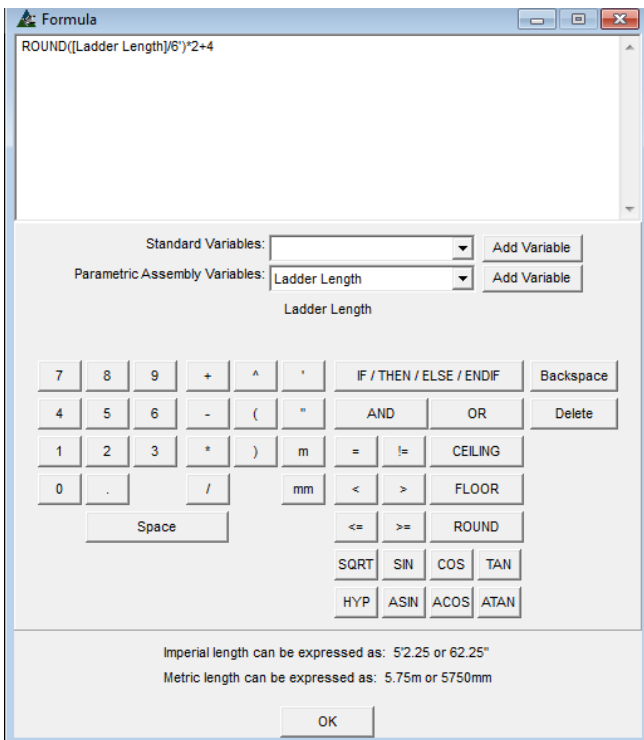 Formula
ROUND([Ladder Length]/6')*2+4
Standard Variables: Add Variable
Parametric Assembly Variables: Ladder Length Add Variable
Ladder Length
7 8 9 + ^ ' IF / THEN / ELSE / ENDIF Backspace
4 5 6 - ( " AND OR Delete
1 2 3 * ) m = != CEILING
0 . / mm < > FLOOR
Space <= >= ROUND
SQRT SIN COS TAN
HYP ASIN ACOS ATAN
Imperial length can be expressed as: 5'2.25 or 62.25"
Metric length can be expressed as: 5.75m or 5750mm
OK